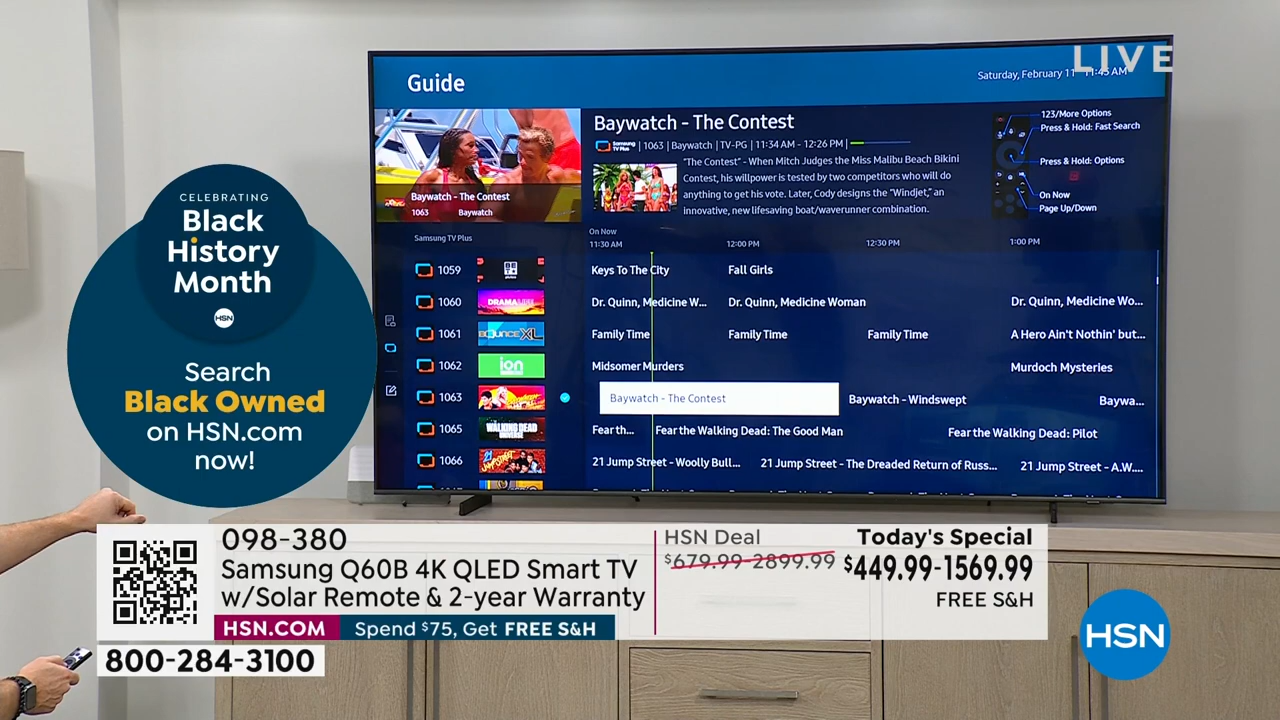 LIVE
Guide
Saturday, February 11 11:45 AM
Baywatch - The Contest
1063 | Baywatch | TV-PG | 11:34 AM - 12:26 PM |
"The Contest" - When Mitch Judges the Miss Malibu Beach Bikini
Contest, his willpower is tested by two competitors who will do
anything to get his vote. Later, Cody designs the "Windjet," an
innovative, new lifesaving boat/waverunner combination.
123/More Options
Press & Hold: Fast Search
Press & Hold: Options
On Now
Page Up/Down
Baywatch - The Contest
1063 Baywatch
Samsung TV Plus
On Now
11:30 AM 12:00 PM 12:30 PM 1:00 PM
1059 Keys To The City Fall Girls
1060 DRAMA Dr. Quinn, Medicine W... Dr. Quinn, Medicine Woman Dr. Quinn, Medicine Wo...
1061 BOUNCE XL Family Time Family Time Family Time A Hero Ain't Nothin' but...
1062 ion Midsomer Murders Murdoch Mysteries
1063 Baywatch - The Contest Baywatch - Windswept Baywa...
1065 WALKING DEAD UNIVERSE Fear th... Fear the Walking Dead: The Good Man Fear the Walking Dead: Pilot
1066 21 Jump Street - Woolly Bull... 21 Jump Street - The Dreaded Return of Russ... 21 Jump Street - A.W....
CELEBRATING
Black
History
Month
HSN
Search
Black Owned
on HSN.com
now!
098-380
Samsung Q60B 4K QLED Smart TV
w/Solar Remote & 2-year Warranty
HSN.COM Spend $75, Get FREE S&H
HSN Deal
$679.99-2899.99
Today's Special
$449.99-1569.99
FREE S&H
800-284-3100
HSN